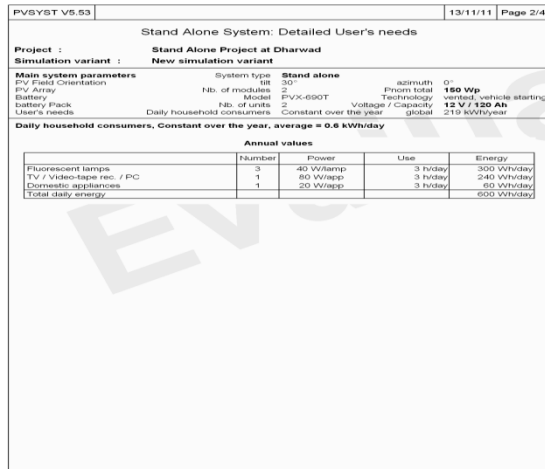 PVSYST V5.53 13/11/11 Page 2/4
Stand Alone System: Detailed User's needs
Project : Stand Alone Project at Dharwad
Simulation variant : New simulation variant
Main system parameters System type Stand alone
PV Field Orientation tilt 30° azimuth 0°
PV Array Nb. of modules 2 Pnom total 150 Wp
Battery Model PVX-690T Technology vented, vehicle starting
battery Pack Nb. of units 2 Voltage / Capacity 12 V / 120 Ah
User's needs Daily household consumers Constant over the year global 219 kWh/year
Daily household consumers, Constant over the year, average = 0.6 kWh/day
Annual values
Number Power Use Energy
Fluorescent lamps 3 40 W/lamp 3 h/day 300 Wh/day
TV / Video-tape rec. / PC 1 80 W/app 3 h/day 240 Wh/day
Domestic appliances 1 20 W/app 3 h/day 60 Wh/day
Total daily energy 600 Wh/day